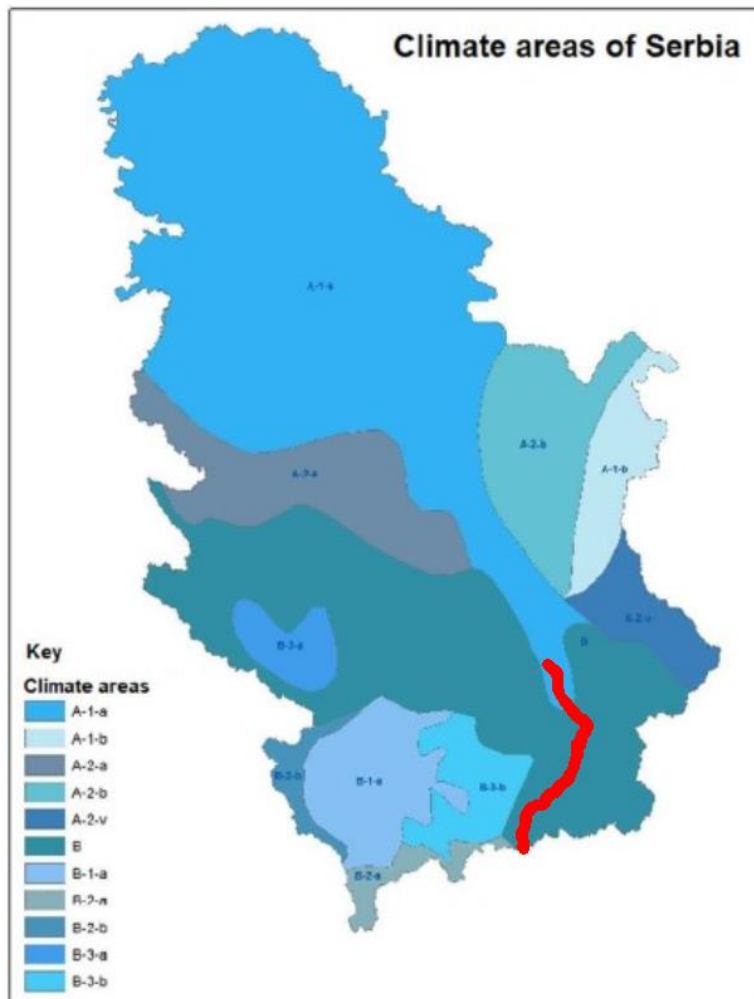 Climate areas of Serbia
A-1-a
A-2-b
A-1-b
A-2-a
A-2-v
B
B-3-a
B-2-b
B-1-a
B-3-b
B-2-a
Key
Climate areas
A-1-a
A-1-b
A-2-a
A-2-b
A-2-v
B
B-1-a
B-2-a
B-2-b
B-3-a
B-3-b